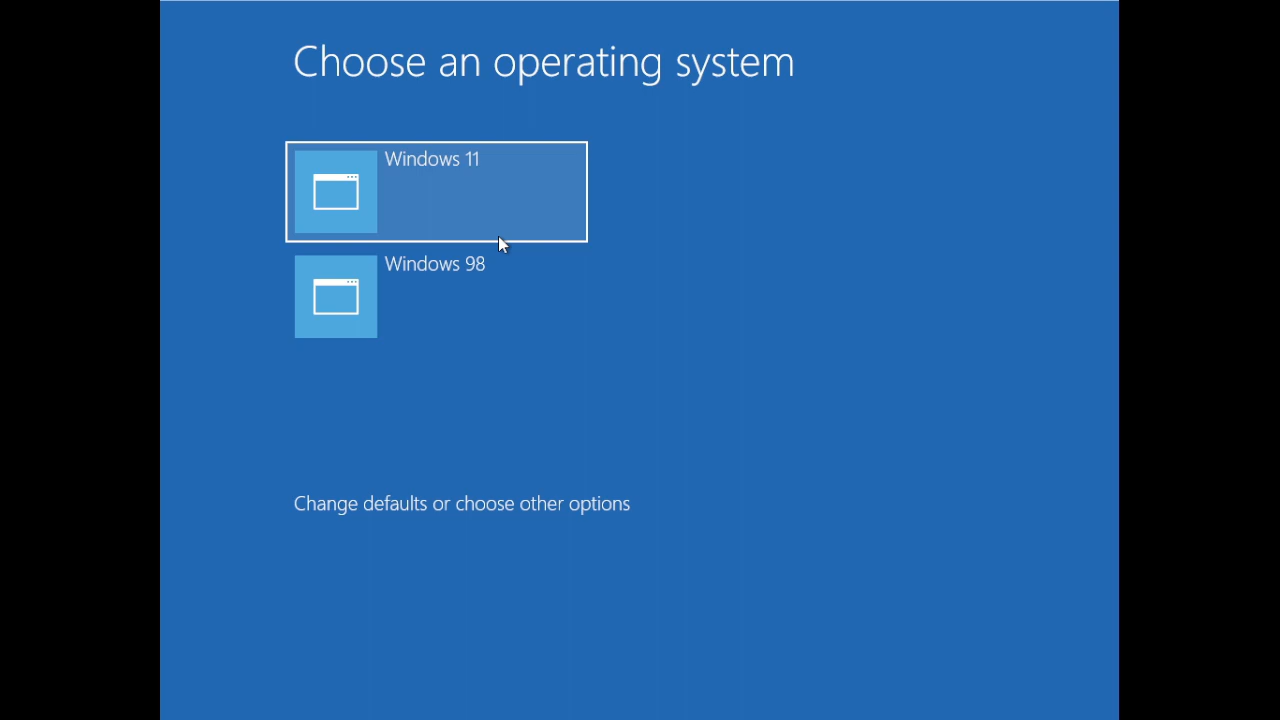 Choose an operating system
Windows 11
Windows 98
Change defaults or choose other options